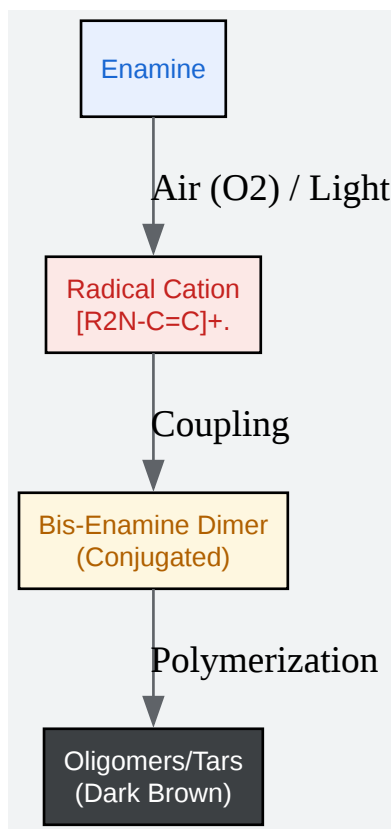 Enamine
Air (O2) / Light
Radical Cation
[R2N-C=C]+.
Coupling
Bis-Enamine Dimer
(Conjugated)
Polymerization
Oligomers/Tars
(Dark Brown)